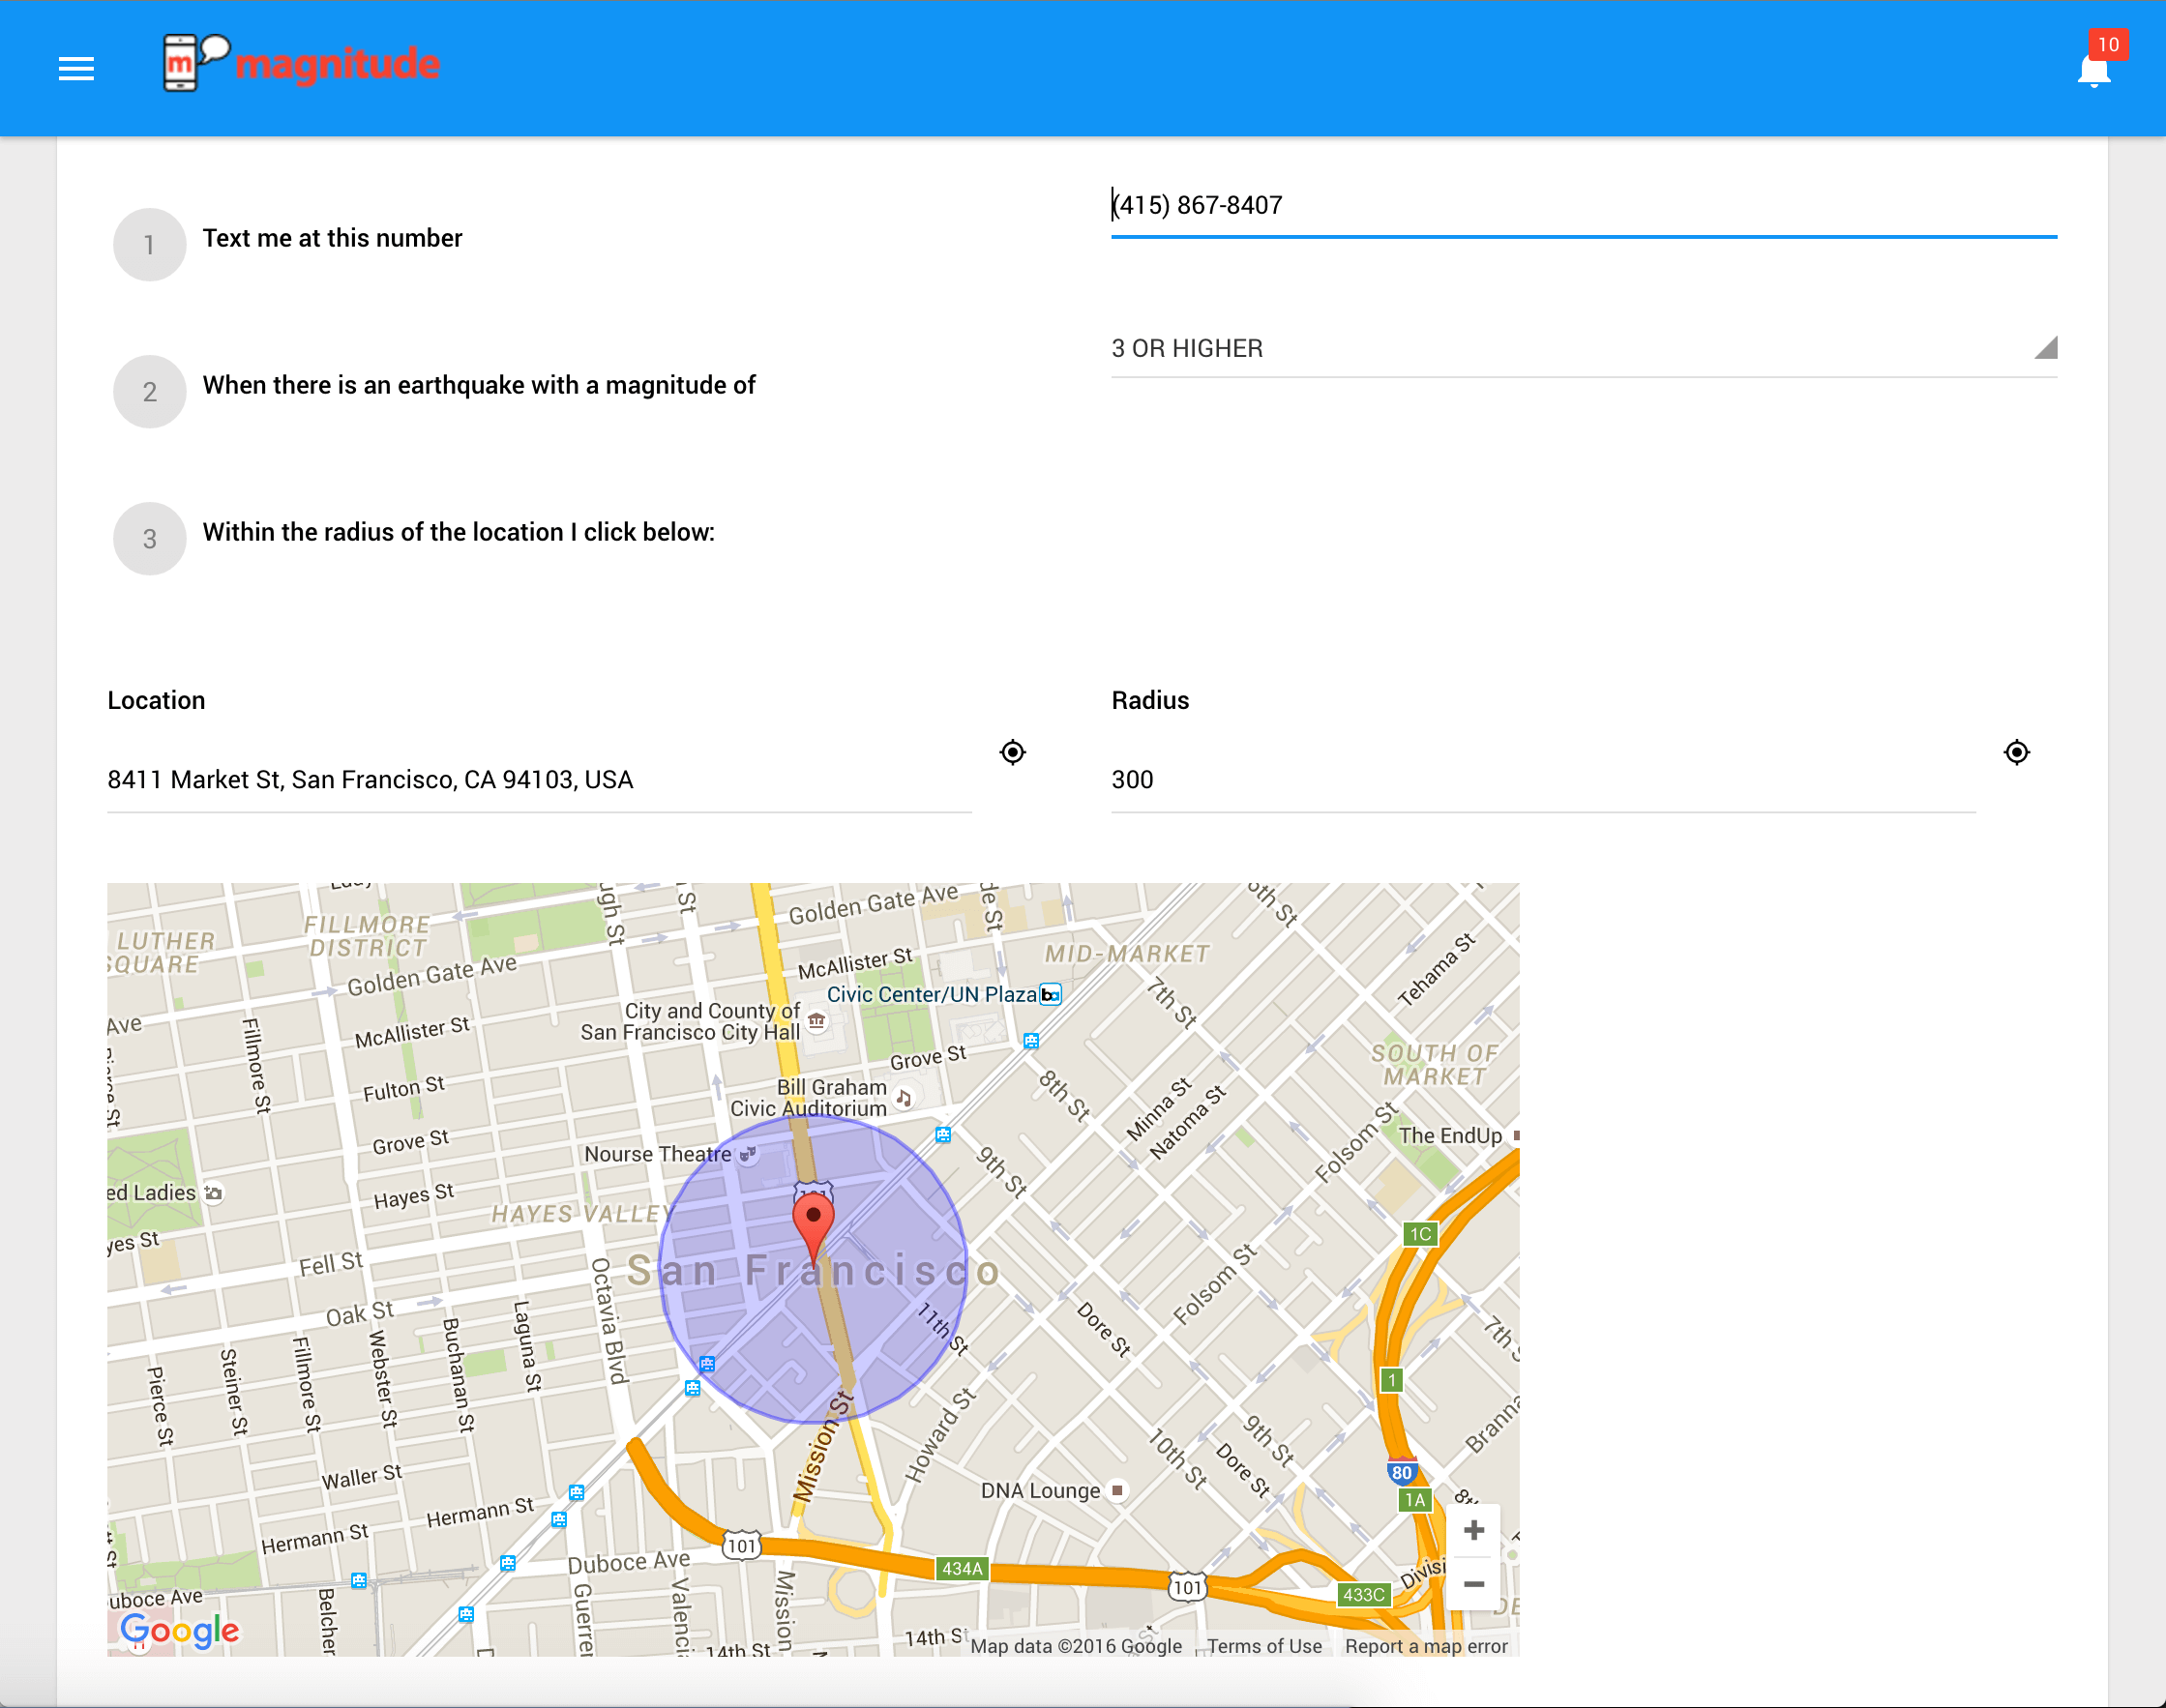 m magnitude
10
(415) 867-8407
1 Text me at this number
3 OR HIGHER
2 When there is an earthquake with a magnitude of
3 Within the radius of the location I click below:
Location
Radius
8411 Market St, San Francisco, CA 94103, USA
300
Golden Gate Ave
FILLMORE
DISTRICT
LUTHER
SQUARE
Golden Gate Ave
McAllister St
MID-MARKET
Civic Center/UN Plaza
7th St
Tehama St
City and County of
San Francisco City Hall
Ave
Fillmore St
McAllister St
Grove St
SOUTH OF
MARKET
Fulton St
Bill Graham
Civic Auditorium
8th St
Minna St
Natoma St
Folsom St
The EndUp
Grove St
Nourse Theatre
9th St
ed Ladies
Hayes St
HAYES VALLEY
101
1C
yes St
Fell St
San Francisco
Octavia Blvd
Folsom St
Oak St
11th St
Dore St
7th S
Laguna St
Buchanan St
Webster St
Fillmore St
Steiner St
Pierce St
1
Mission St
Howard St
9th St
10th St
Dore St
Branna
80
1A
8th
Waller St
DNA Lounge
Hermann St
Hermann St
101
Duboce Ave
434A
101
433C
Divisi
uboce Ave
Belcher
Guerrer
Valencia
Mission
14th St
14th St
Google
+
−
Map data ©2016 Google Terms of Use Report a map error